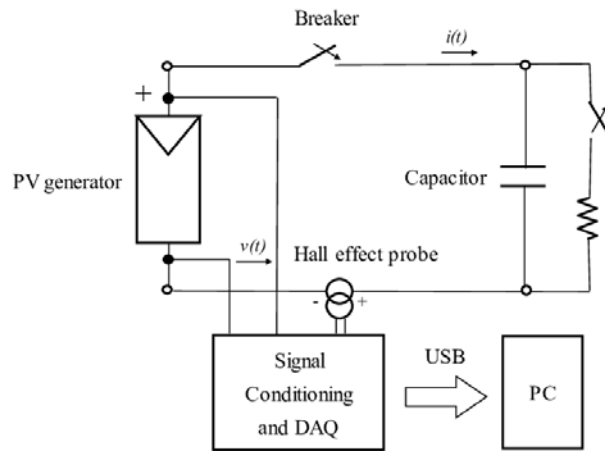 Breaker
i(t)
+
PV generator
Capacitor
v(t)
Hall effect probe
- +
Signal
Conditioning
and DAQ
USB
PC